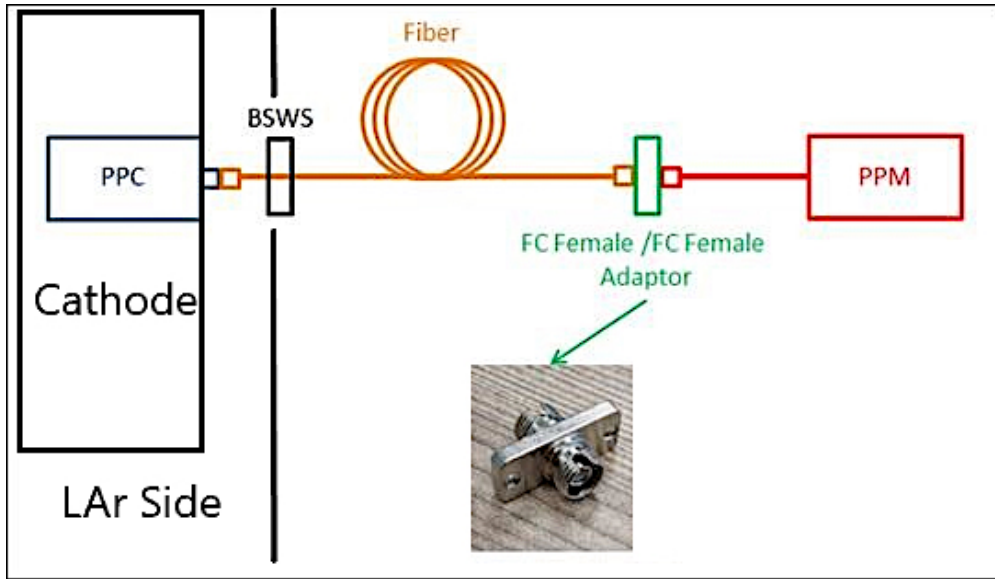 Fiber
BSWS
PPC
PPM
FC Female /FC Female
Adaptor
Cathode
LAr Side